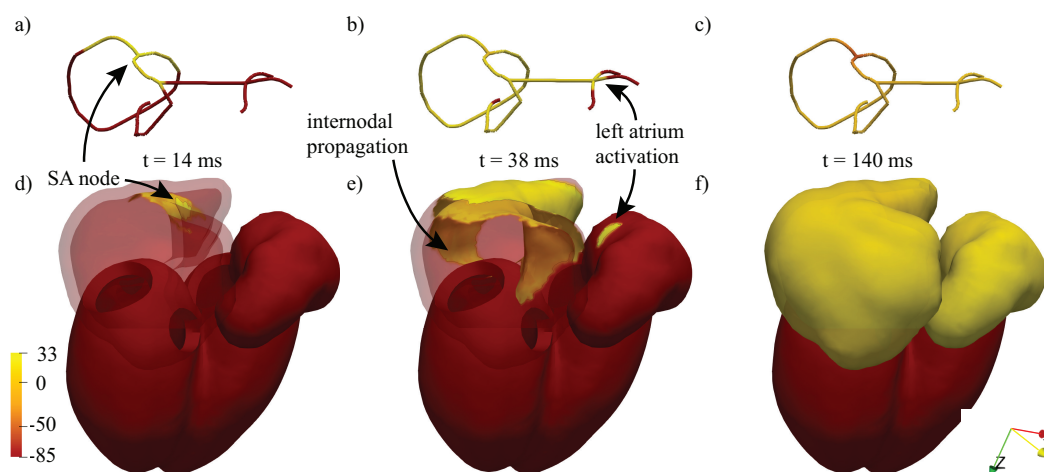 a)
b)
c)
internodal
propagation
left atrium
activation
t = 14 ms
t = 38 ms
t = 140 ms
SA node
d)
e)
f)
33
0
-50
-85
Z